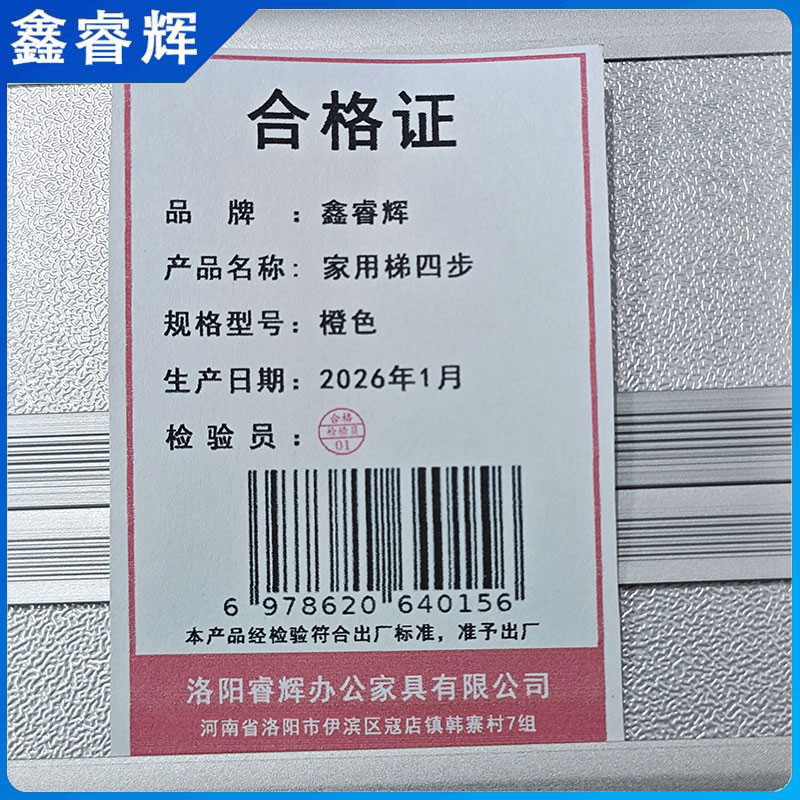 鑫睿辉
合格证
品牌：鑫睿辉
产品名称：家用梯四步
规格型号：橙色
生产日期：2026年1月
检验员：
合格
检验员
01
6 978620 640156
本产品经检验符合出厂标准，准予出厂
洛阳睿辉办公家具有限公司
河南省洛阳市伊滨区寇店镇韩寨村7组